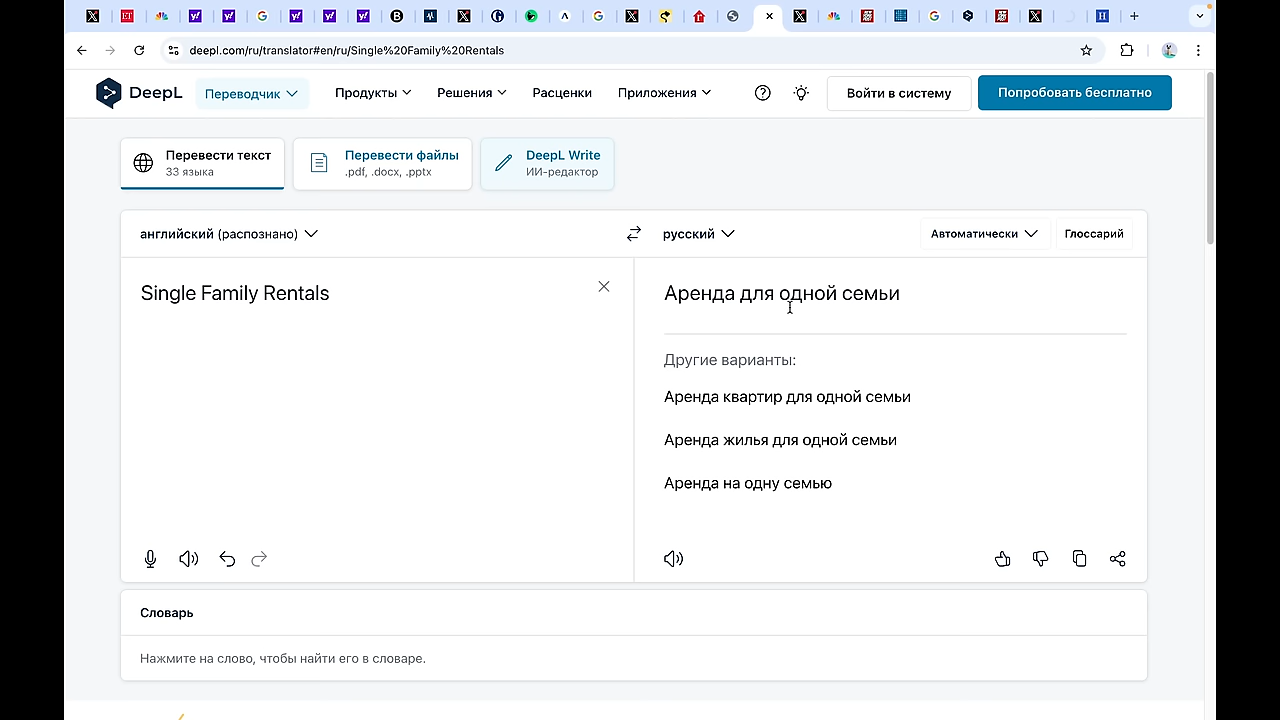 deepl.com/ru/translator#en/ru/Single%20Family%20Rentals
DeepL
Переводчик
Продукты
Решения
Расценки
Приложения
Войти в систему
Попробовать бесплатно
Перевести текст
33 языка
Перевести файлы
.pdf, .docx, .pptx
DeepL Write
ИИ-редактор
английский (распознано)
русский
Автоматически
Глоссарий
Single Family Rentals
Аренда для одной семьи
Другие варианты:
Аренда квартир для одной семьи
Аренда жилья для одной семьи
Аренда на одну семью
Словарь
Нажмите на слово, чтобы найти его в словаре.